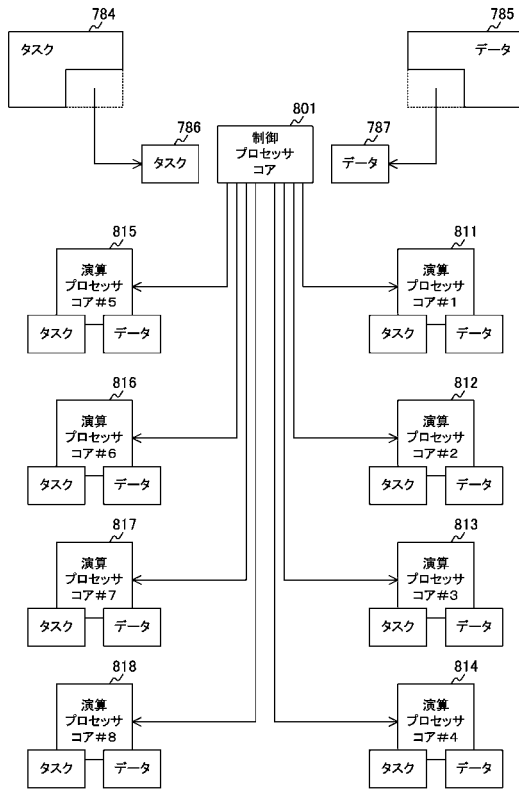 784
タスク
785
データ
786
タスク
801
制御
プロセッサ
コア
787
データ
815
演算
プロセッサ
コア#5
タスク
データ
811
演算
プロセッサ
コア#1
タスク
データ
816
演算
プロセッサ
コア#6
タスク
データ
812
演算
プロセッサ
コア#2
タスク
データ
817
演算
プロセッサ
コア#7
タスク
データ
813
演算
プロセッサ
コア#3
タスク
データ
818
演算
プロセッサ
コア#8
タスク
データ
814
演算
プロセッサ
コア#4
タスク
データ